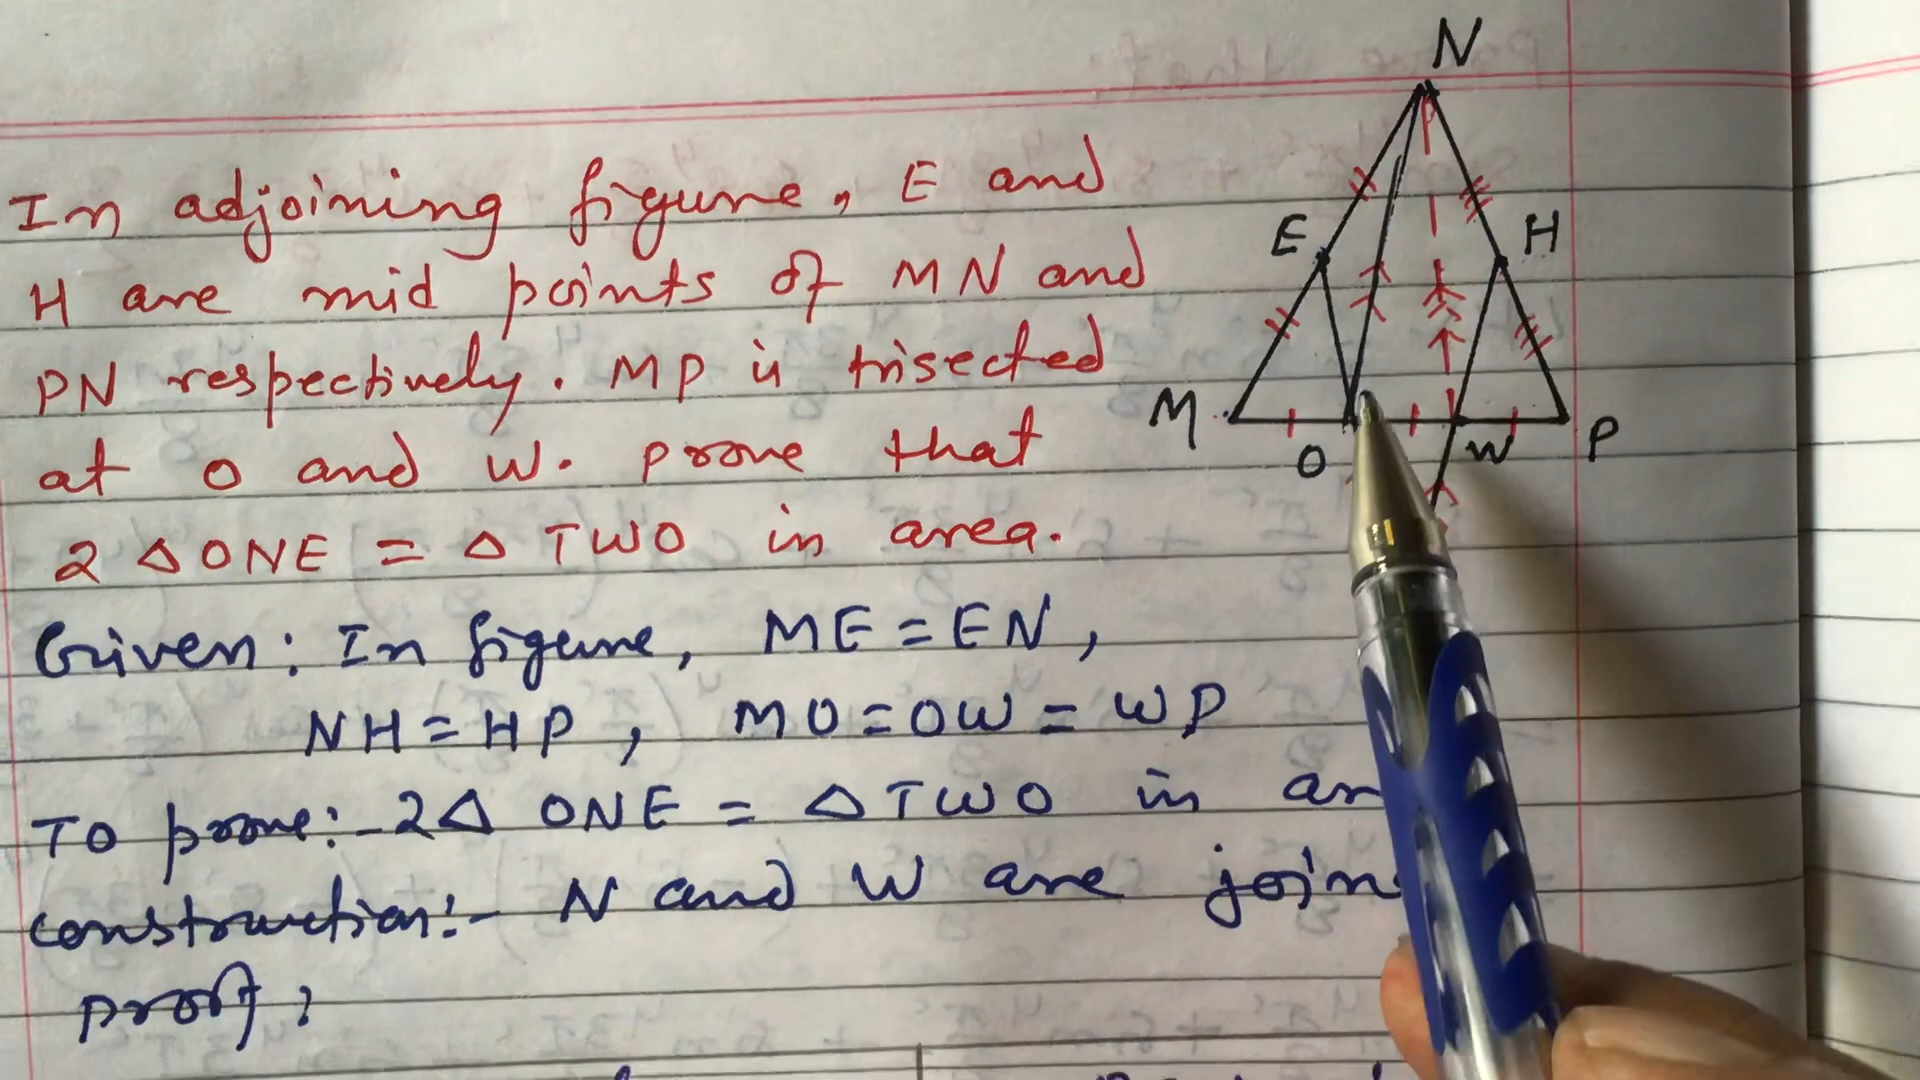 In adjoining figure, E and
H are mid points of MN and
PN respectively. MP is trisected
at O and W. prove that
2 △ ONE = △ TWO in area.
Given: In figure, ME = EN,
NH = HP, MO = OW = WP
To prove:- 2△ ONE = △TWO in
construction:- N and W are
proof:
N
E
H
M
O
W
P